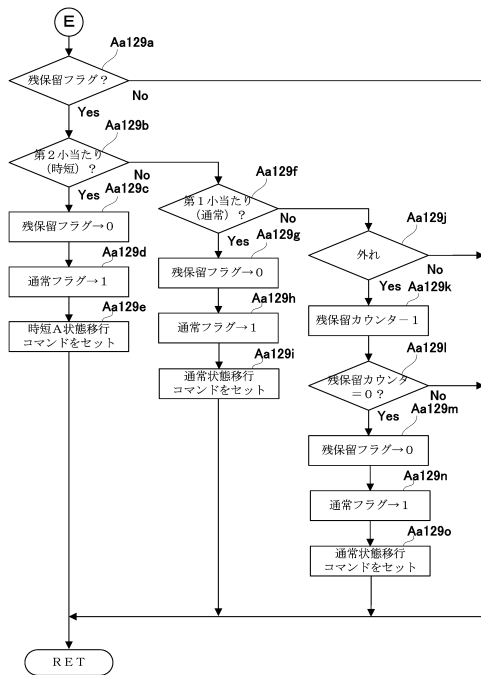 E
Aa129a
残保留フラグ？
No
Yes
Aa129b
第２小当たり
（時短）？
No
Yes
Aa129c
残保留フラグ→０
Aa129d
通常フラグ→１
Aa129e
時短Ａ状態移行
コマンドをセット
Aa129f
第１小当たり
（通常）？
No
Yes
Aa129g
残保留フラグ→０
Aa129h
通常フラグ→１
Aa129i
通常状態移行
コマンドをセット
Aa129j
外れ
No
Yes
Aa129k
残保留カウンタ－１
Aa129l
残保留カウンタ
＝０？
No
Yes
Aa129m
残保留フラグ→０
Aa129n
通常フラグ→１
Aa129o
通常状態移行
コマンドをセット
ＲＥＴ